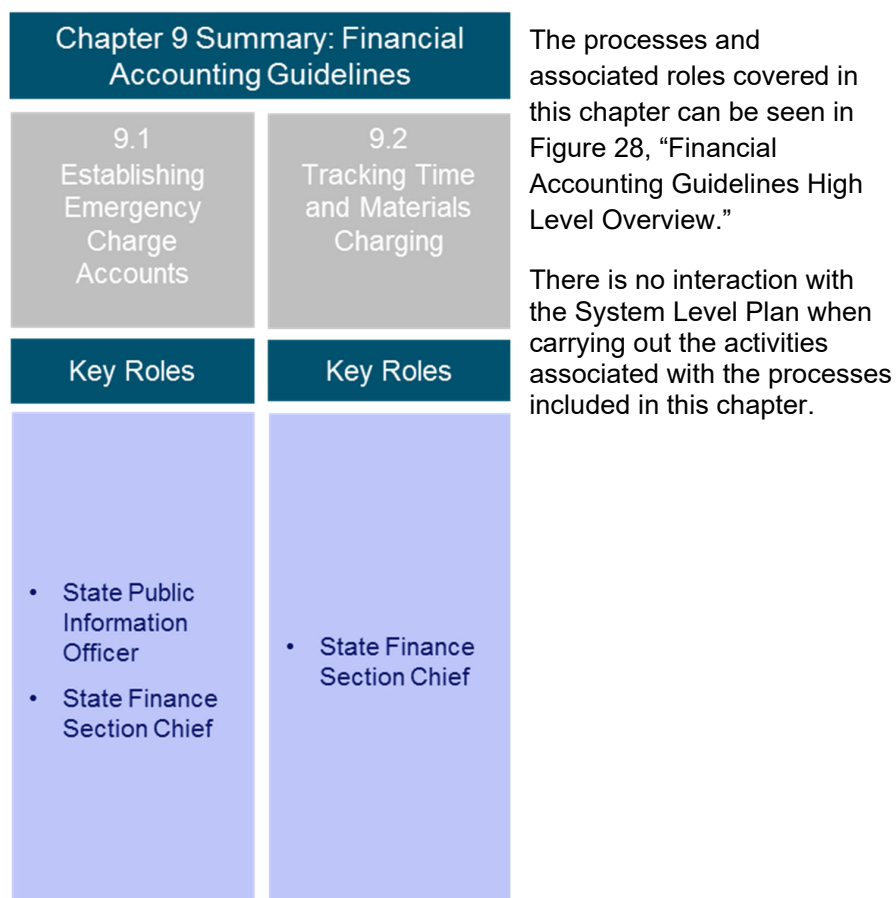 Chapter 9 Summary: Financial
Accounting Guidelines
9.1
Establishing
Emergency
Charge
Accounts
9.2
Tracking Time
and Materials
Charging
Key Roles
Key Roles
• State Public
Information
Officer
• State Finance
Section Chief
• State Finance
Section Chief
The processes and
associated roles covered in
this chapter can be seen in
Figure 28, “Financial
Accounting Guidelines High
Level Overview.”
There is no interaction with
the System Level Plan when
carrying out the activities
associated with the processes
included in this chapter.